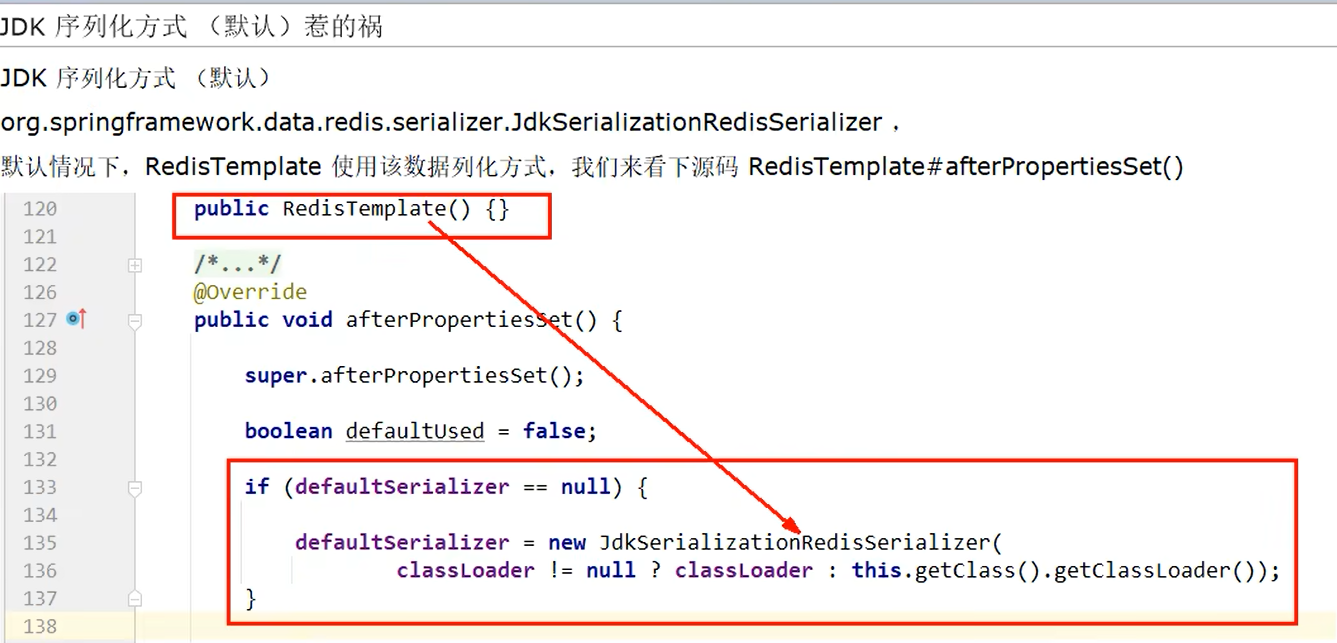 JDK 序列化方式 （默认）惹的祸
JDK 序列化方式 （默认）
org.springframework.data.redis.serializer.JdkSerializationRedisSerializer ，
默认情况下，RedisTemplate 使用该数据列化方式，我们来看下源码 RedisTemplate#afterPropertiesSet()
120 public RedisTemplate() {}
121
122 /*...*/
126 @Override
127 public void afterPropertiesSet() {
128
129 super.afterPropertiesSet();
130
131 boolean defaultUsed = false;
132
133 if (defaultSerializer == null) {
134
135 defaultSerializer = new JdkSerializationRedisSerializer(
136 classLoader != null ? classLoader : this.getClass().getClassLoader());
137 }
138